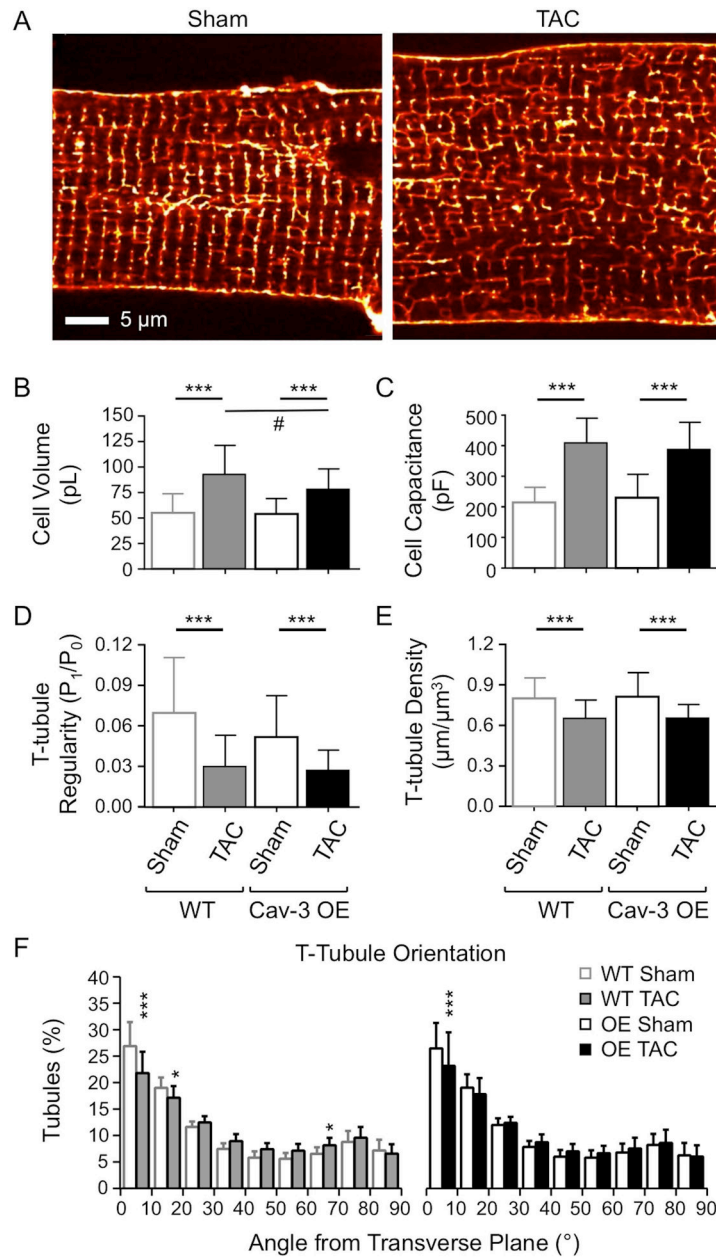 A
Sham
TAC
5 µm
B
Cell Volume
(pL)
150
125
100
75
50
25
0
***
***
#
C
Cell Capacitance
(pF)
500
400
300
200
100
0
***
***
D
T-tubule
Regularity (P1/P0)
0.12
0.09
0.06
0.03
0.00
***
***
Sham
TAC
Sham
TAC
WT
Cav-3 OE
E
T-tubule Density
(µm/µm³)
1.2
0.9
0.6
0.3
0.0
***
***
Sham
TAC
Sham
TAC
WT
Cav-3 OE
F
T-Tubule Orientation
WT Sham
WT TAC
OE Sham
OE TAC
Tubules (%)
40
35
30
25
20
15
10
5
0
***
*
*
***
0 10 20 30 40 50 60 70 80 90
0 10 20 30 40 50 60 70 80 90
Angle from Transverse Plane (°)